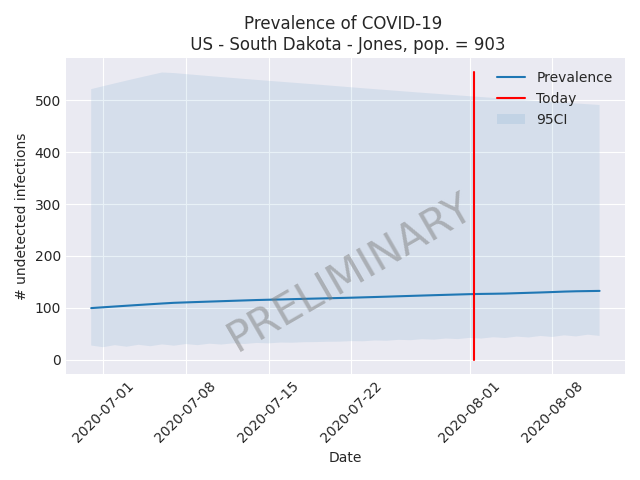 Prevalence of COVID-19
US - South Dakota - Jones, pop. = 903
# undetected infections
500
400
300
200
100
0
Prevalence
Today
95CI
PRELIMINARY
2020-07-01
2020-07-08
2020-07-15
2020-07-22
2020-08-01
2020-08-08
Date